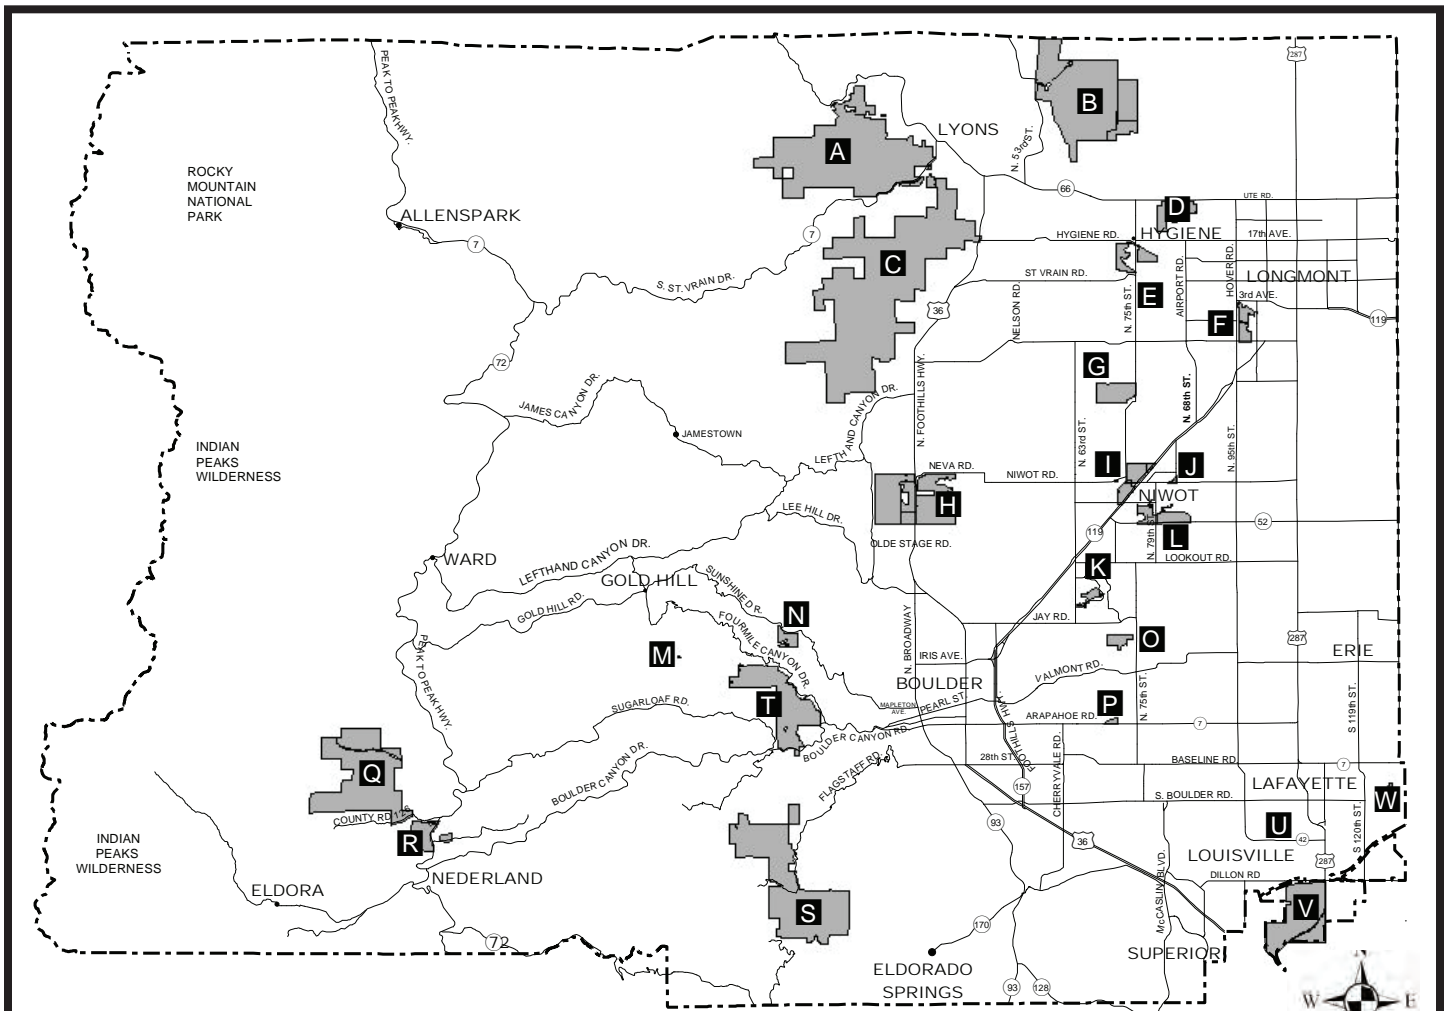 287
PEAK TO PEAK HWY.
B
LYONS
N. 53rd ST.
A
ROCKY
MOUNTAIN
NATIONAL
PARK
66
UTE RD.
D
ALLENSPARK
7
7
HYGIENE RD.
HYGIENE
17th AVE.
C
S. ST. VRAIN DR.
ST VRAIN RD.
AIRPORT RD.
HOVER RD.
LONGMONT
E
3rd AVE.
36
NELSON RD.
N. 75th ST.
F
119
72
G
N. FOOTHILLS HWY.
JAMES CANYON DR.
LEFTHAND CANYON DR.
N. 68th ST.
JAMESTOWN
N. 63rd ST.
N. 95th ST.
INDIAN
PEAKS
WILDERNESS
NEVA RD.
NIWOT RD.
I
J
NIWOT
H
LEE HILL DR.
119
52
OLDE STAGE RD.
N. 79th ST.
L
LOOKOUT RD.
WARD
LEFTHAND CANYON DR.
GOLD HILL
SUNSHINE DR.
K
GOLD HILL RD.
N
JAY RD.
FOURMILE CANYON DR.
N. BROADWAY
O
287
PEAK TO PEAK HWY.
M
IRIS AVE.
VALMONT RD.
ERIE
BOULDER
T
SUGARLOAF RD.
MAPLETON
AVE.
PEARL ST.
FOOTHILLS HWY.
P
N. 75th ST.
S 119th ST.
ARAPAHOE RD.
7
BOULDER CANYON RD.
28th ST.
CHERRYVALE RD.
BASELINE RD
7
Q
BOULDER CANYON DR.
FLAGSTAFF RD.
157
LAFAYETTE
W
S. BOULDER RD.
COUNTY RD 126
93
U
42
S 120th ST.
R
36
INDIAN
PEAKS
WILDERNESS
LOUISVILLE
287
NEDERLAND
DILLON RD
ELDORA
McCASLIN BLVD.
S
V
170
72
SUPERIOR
ELDORADO
SPRINGS
93
128
W
E